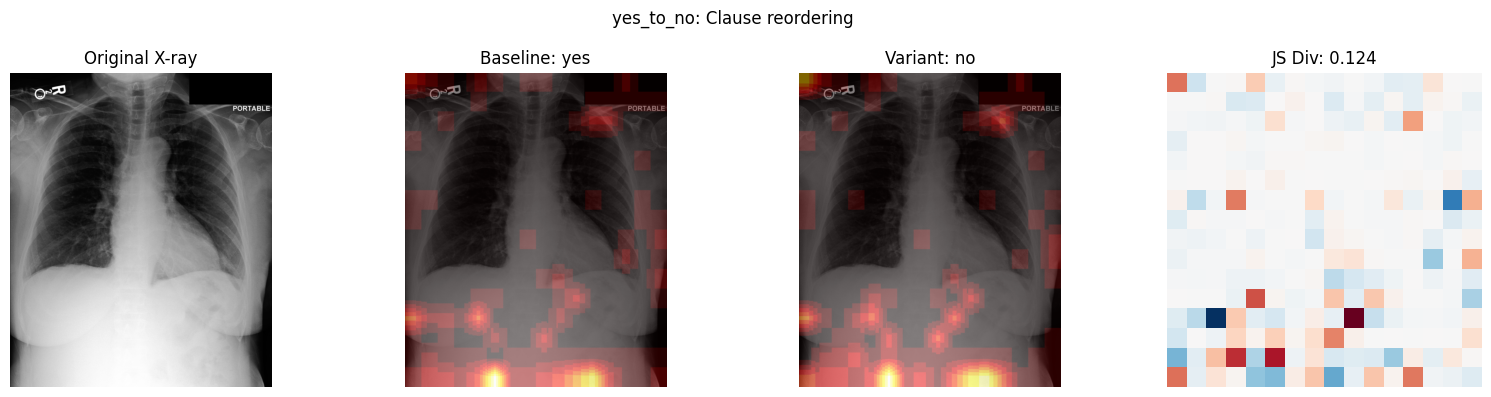 yes_to_no: Clause reordering
Original X-ray
Baseline: yes
Variant: no
JS Div: 0.124
R
PORTABLE
R
PORTABLE
R
PORTABLE